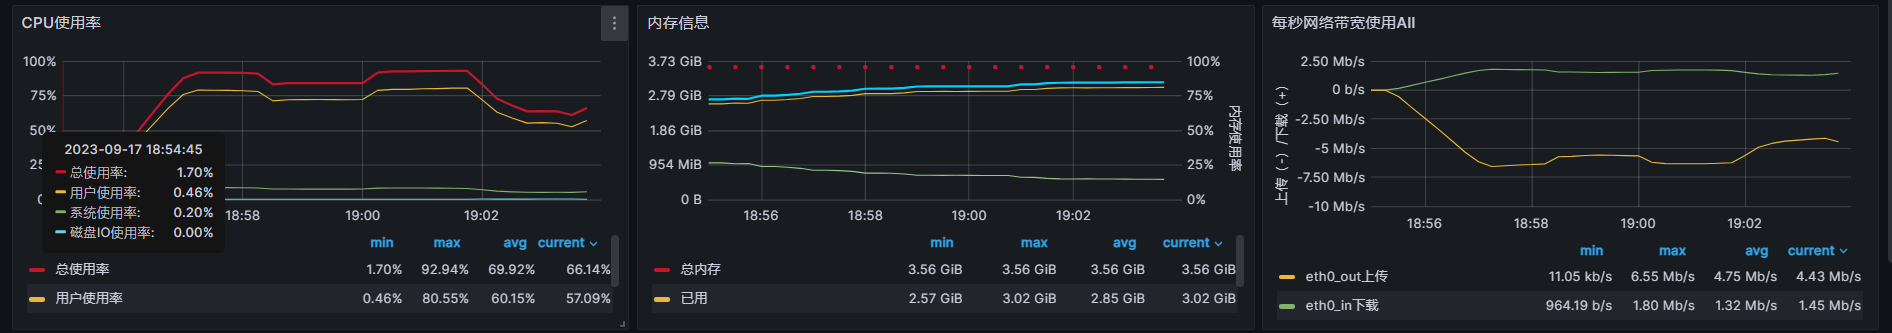 CPU使用率
⋮
100%
75%
50%
25
0
2023-09-17 18:54:45
总使用率: 1.70%
用户使用率: 0.46%
系统使用率: 0.20%
磁盘IO使用率: 0.00%
18:58 19:00 19:02
min max avg current
总使用率 1.70% 92.94% 69.92% 66.14%
用户使用率 0.46% 80.55% 60.15% 57.09%
内存信息
3.73 GiB
2.79 GiB
1.86 GiB
954 MiB
0 B
100%
75%
50%
25%
0%
内存使用率
18:56 18:58 19:00 19:02
min max avg current
总内存 3.56 GiB 3.56 GiB 3.56 GiB 3.56 GiB
已用 2.57 GiB 3.02 GiB 2.85 GiB 3.02 GiB
每秒网络带宽使用All
上传（-）/下载（+）
2.50 Mb/s
0 b/s
-2.50 Mb/s
-5 Mb/s
-7.50 Mb/s
-10 Mb/s
18:56 18:58 19:00 19:02
min max avg current
eth0_out上传 11.05 kb/s 6.55 Mb/s 4.75 Mb/s 4.43 Mb/s
eth0_in下载 964.19 b/s 1.80 Mb/s 1.32 Mb/s 1.45 Mb/s